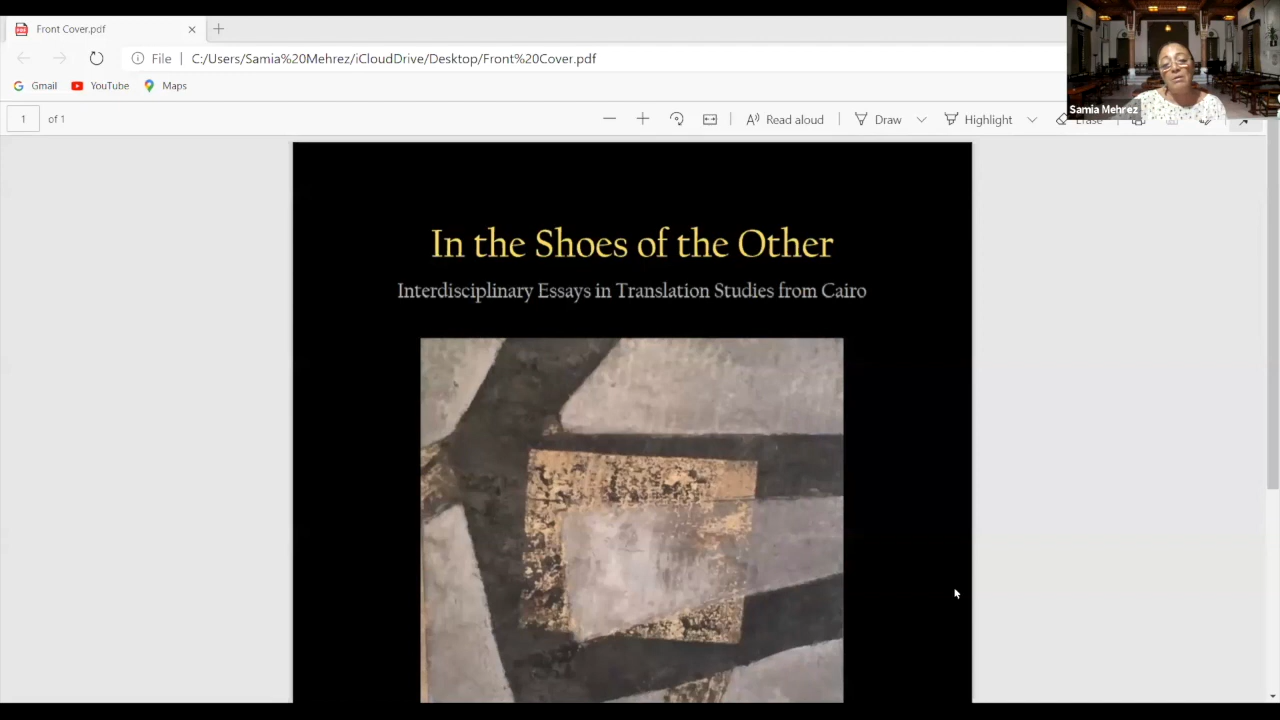 Front Cover.pdf
File
C:/Users/Samia%20Mehrez/iCloudDrive/Desktop/Front%20Cover.pdf
Gmail YouTube Maps
Samia Mehrez
1 of 1
Read aloud Draw Highlight Erase
In the Shoes of the Other
Interdisciplinary Essays in Translation Studies from Cairo